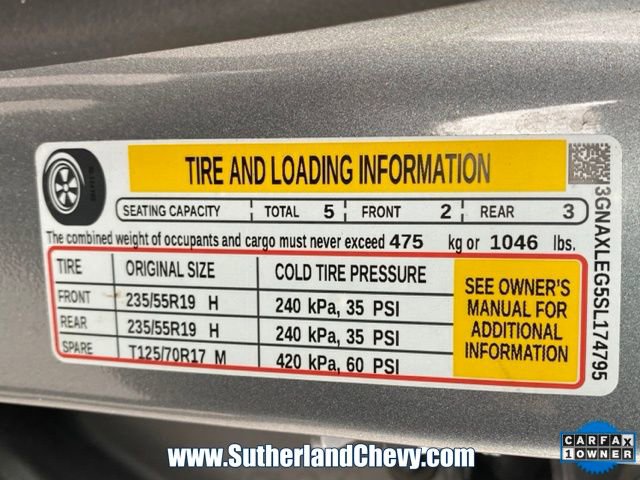 TIRE AND LOADING INFORMATION
SEATING CAPACITY TOTAL 5 FRONT 2 REAR 3
The combined weight of occupants and cargo must never exceed 475 kg or 1046 lbs.
TIRE ORIGINAL SIZE COLD TIRE PRESSURE
FRONT 235/55R19 H 240 kPa, 35 PSI
REAR 235/55R19 H 240 kPa, 35 PSI
SPARE T125/70R17 M 420 kPa, 60 PSI
SEE OWNER'S
MANUAL FOR
ADDITIONAL
INFORMATION
3GNAXLEG5SL174795
www.SutherlandChevy.com
CARFAX
1 OWNER